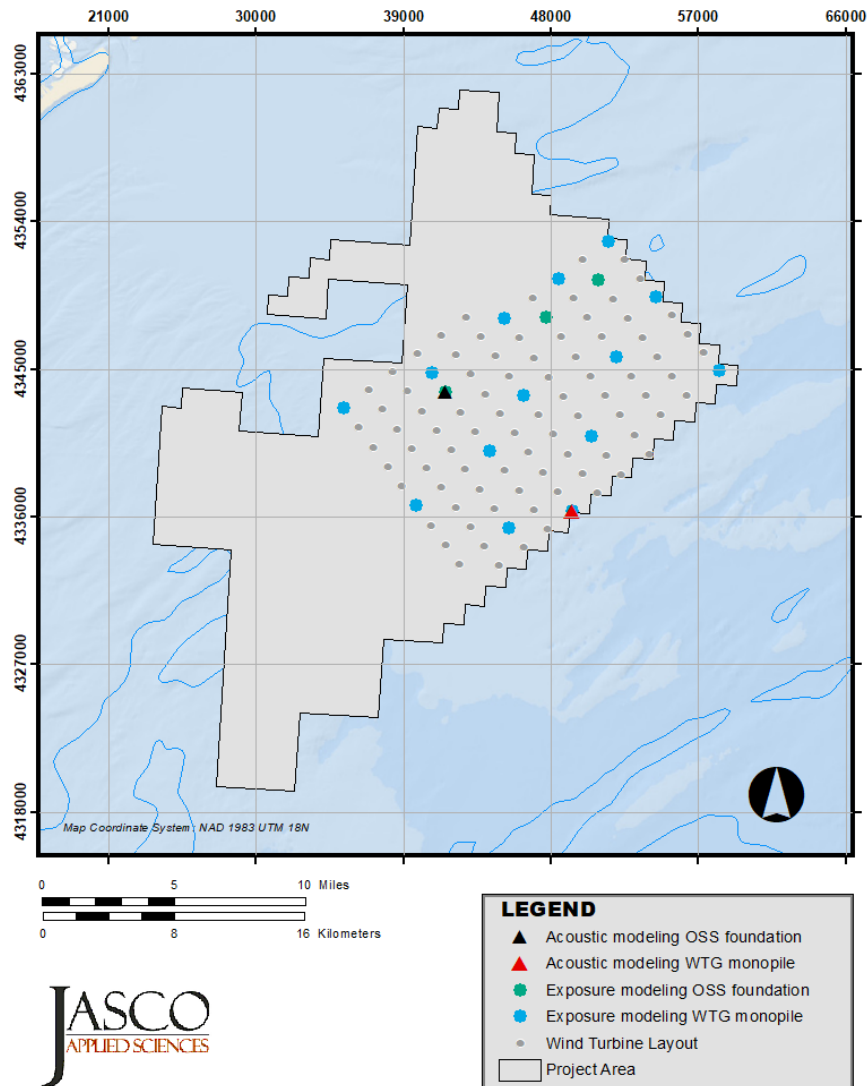 21000 30000 39000 48000 57000 66000
4363000
4354000
4345000
4336000
4327000
4318000
Map Coordinate System: NAD 1983 UTM 18N
0 5 10 Miles
0 8 16 Kilometers
JASCO
APPLIED SCIENCES
LEGEND
Acoustic modeling OSS foundation
Acoustic modeling WTG monopile
Exposure modeling OSS foundation
Exposure modeling WTG monopile
Wind Turbine Layout
Project Area